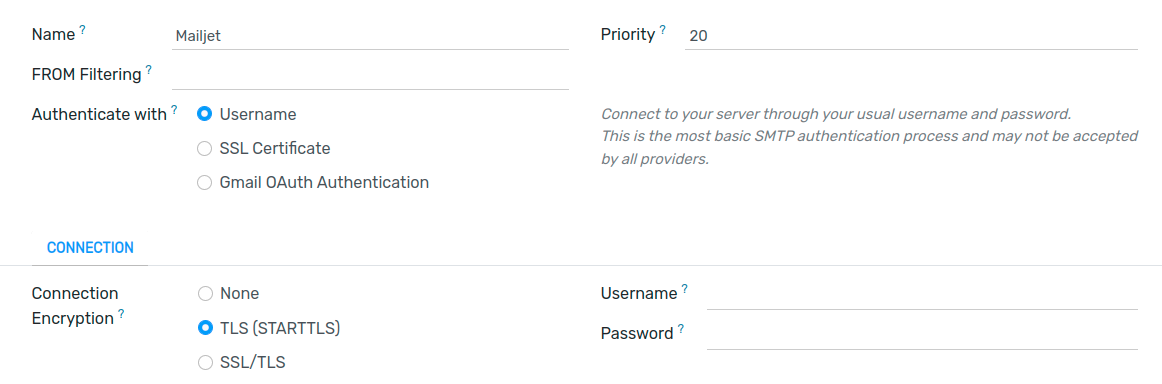 Name ?
Mailjet
Priority ?
20
FROM Filtering ?
Authenticate with ?
Username
SSL Certificate
Gmail OAuth Authentication
Connect to your server through your usual username and password.
This is the most basic SMTP authentication process and may not be accepted
by all providers.
CONNECTION
Connection
Encryption ?
None
TLS (STARTTLS)
SSL/TLS
Username ?
Password ?